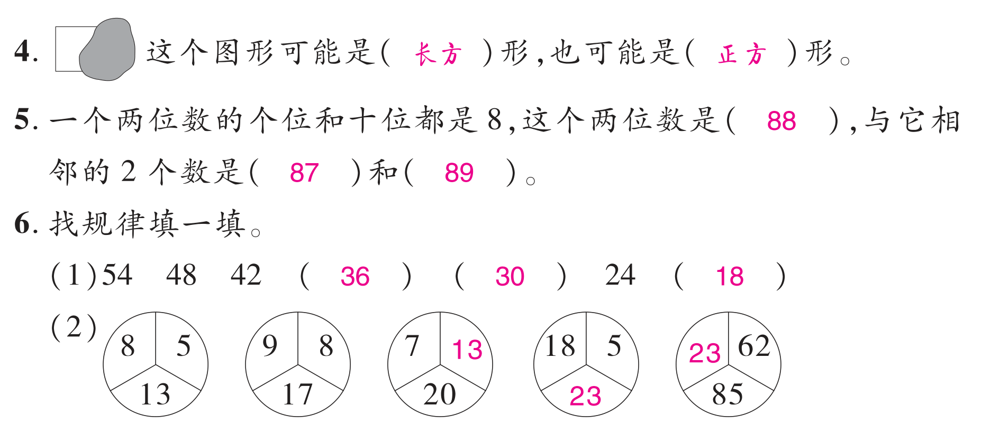 4. 这个图形可能是( 长方 )形,也可能是( 正方 )形。
5. 一个两位数的个位和十位都是 8,这个两位数是( 88 ),与它相
邻的 2 个数是( 87 )和( 89 )。
6. 找规律填一填。
(1)54 48 42 ( 36 ) ( 30 ) 24 ( 18 )
(2) 8 5 9 8 7 13 18 5 23 62
13 17 20 23 85